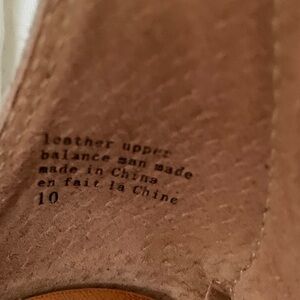 leather upper
balance man made
made in China
en fait la Chine
10